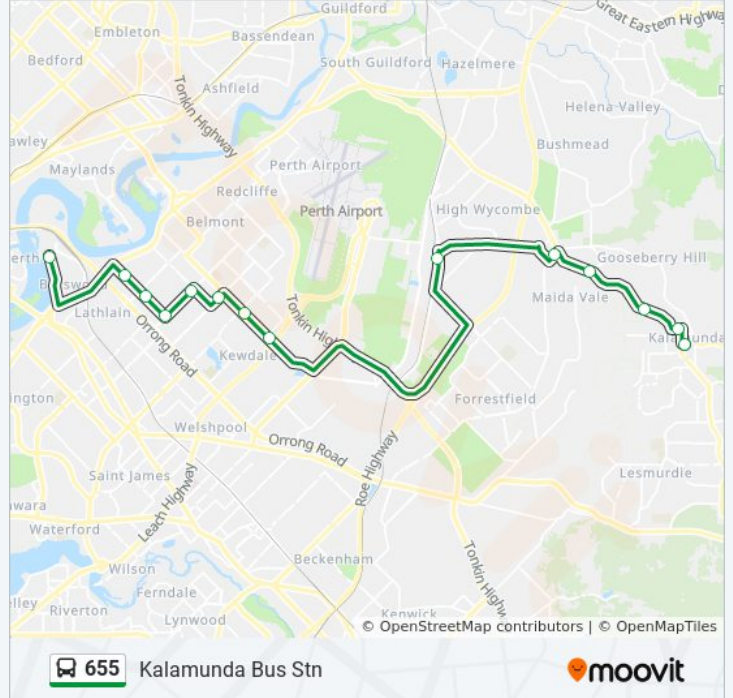 Guildford
Great Eastern Highway
Embleton
Bassendean
Bedford
South Guildford
Hazelmere
Tonkin Highway
Ashfield
Helena Valley
Bushmead
Perth Airport
Maylands
Redcliffe
Perth Airport
High Wycombe
Belmont
Gooseberry Hill
Maida Vale
Lathlain
Orrong Road
Kewdale
Forrestfield
Welshpool
Orrong Road
Saint James
Leach Highway
Roe Highway
Lesmurdie
Waterford
Beckenham
Wilson
Ferndale
Tonkin Highw
Riverton
Lynwood
Kenwick
© OpenStreetMap contributors | © OpenMapTiles
655 Kalamunda Bus Stn
moovit